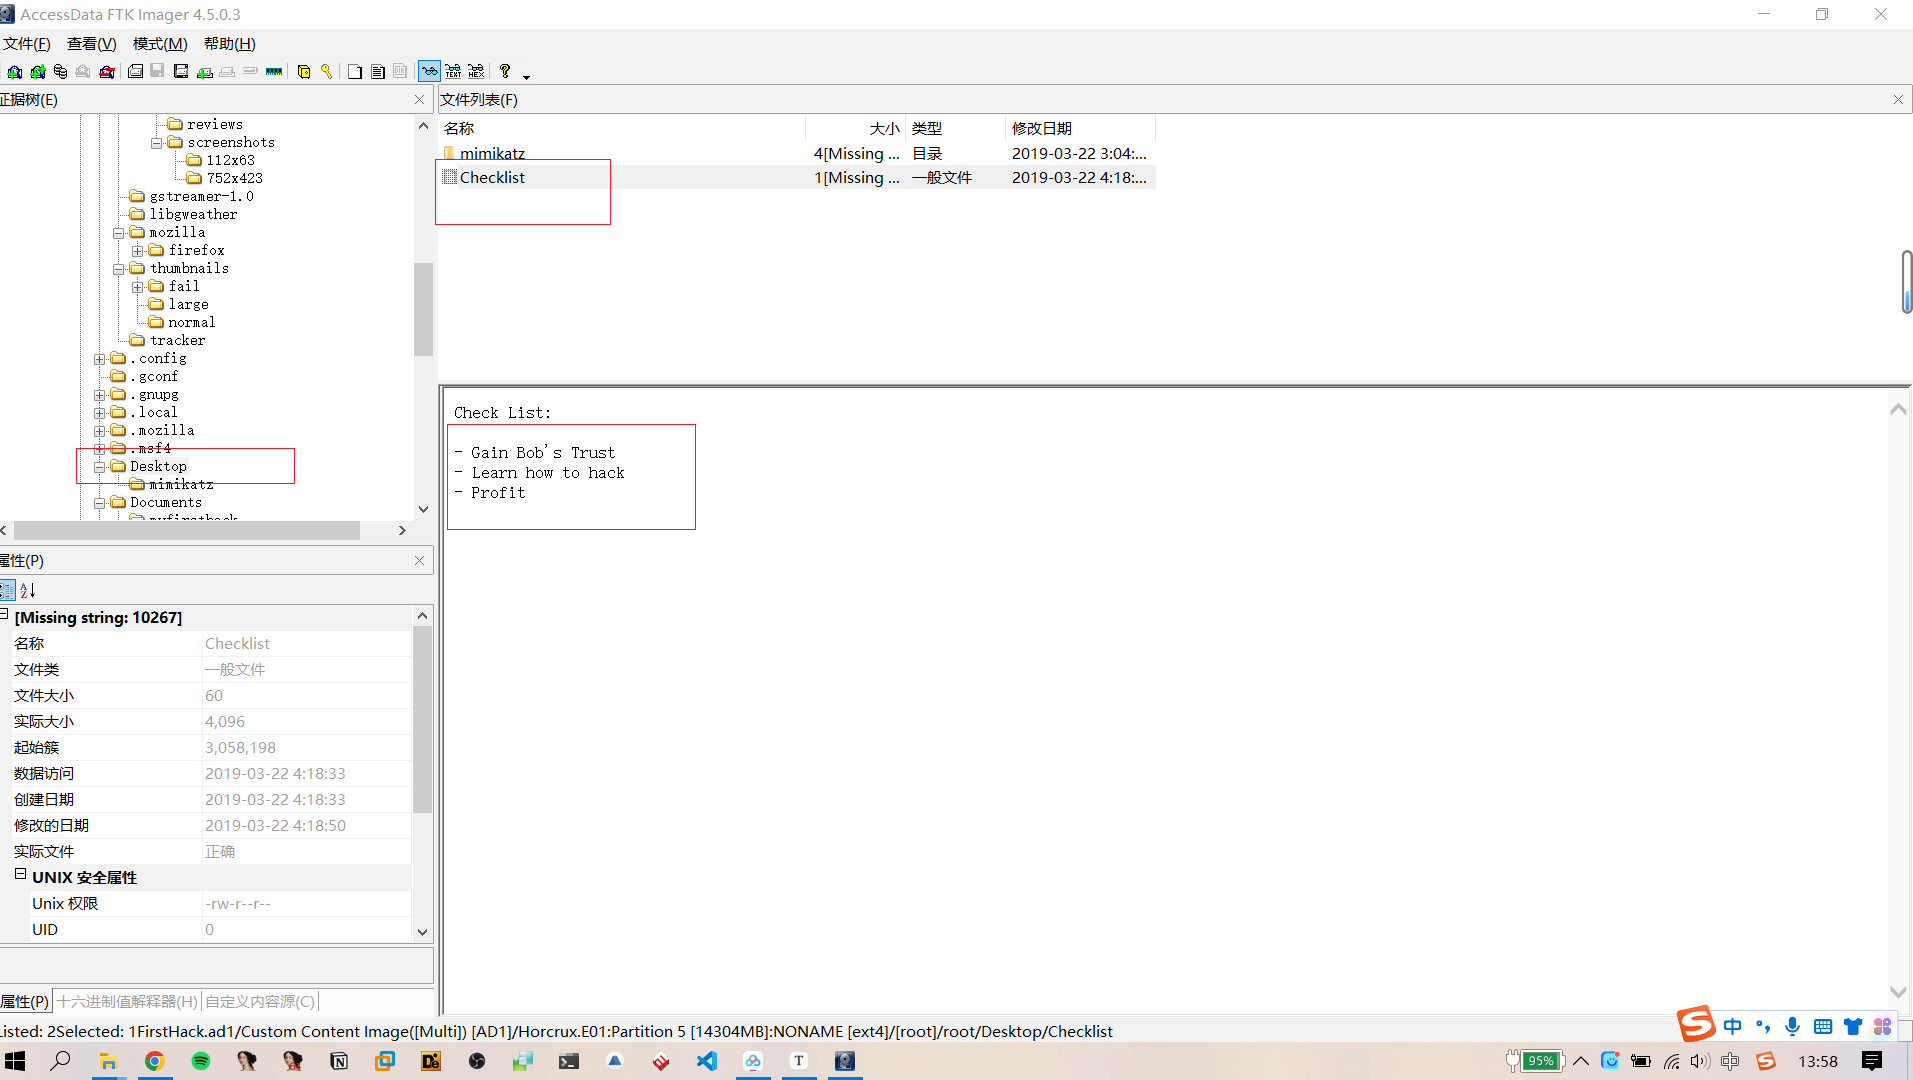 AccessData FTK Imager 4.5.0.3
文件(F) 查看(V) 模式(M) 帮助(H)
证据树(E)
reviews
screenshots
112x63
752x423
gstreamer-1.0
libgweather
mozilla
firefox
thumbnails
fail
large
normal
tracker
.config
.gconf
.gnupg
.local
.mozilla
.msf4
Desktop
mimikatz
Documents
myfirsthack
文件列表(F)
名称 大小 类型 修改日期
mimikatz 4[Missing ... 目录 2019-03-22 3:04:...
Checklist 1[Missing ... 一般文件 2019-03-22 4:18:...
Check List:
- Gain Bob's Trust
- Learn how to hack
- Profit
属性(P)
[Missing string: 10267]
名称 Checklist
文件类 一般文件
文件大小 60
实际大小 4,096
起始簇 3,058,198
数据访问 2019-03-22 4:18:33
创建日期 2019-03-22 4:18:33
修改的日期 2019-03-22 4:18:50
实际文件 正确
UNIX 安全属性
Unix 权限 -rw-r--r--
UID 0
属性(P) 十六进制值解释器(H) 自定义内容源(C)
Listed: 2Selected: 1FirstHack.ad1/Custom Content Image([Multi]) [AD1]/Horcrux.E01:Partition 5 [14304MB]:NONAME [ext4]/[root]/root/Desktop/Checklist
中
95% 中 13:58